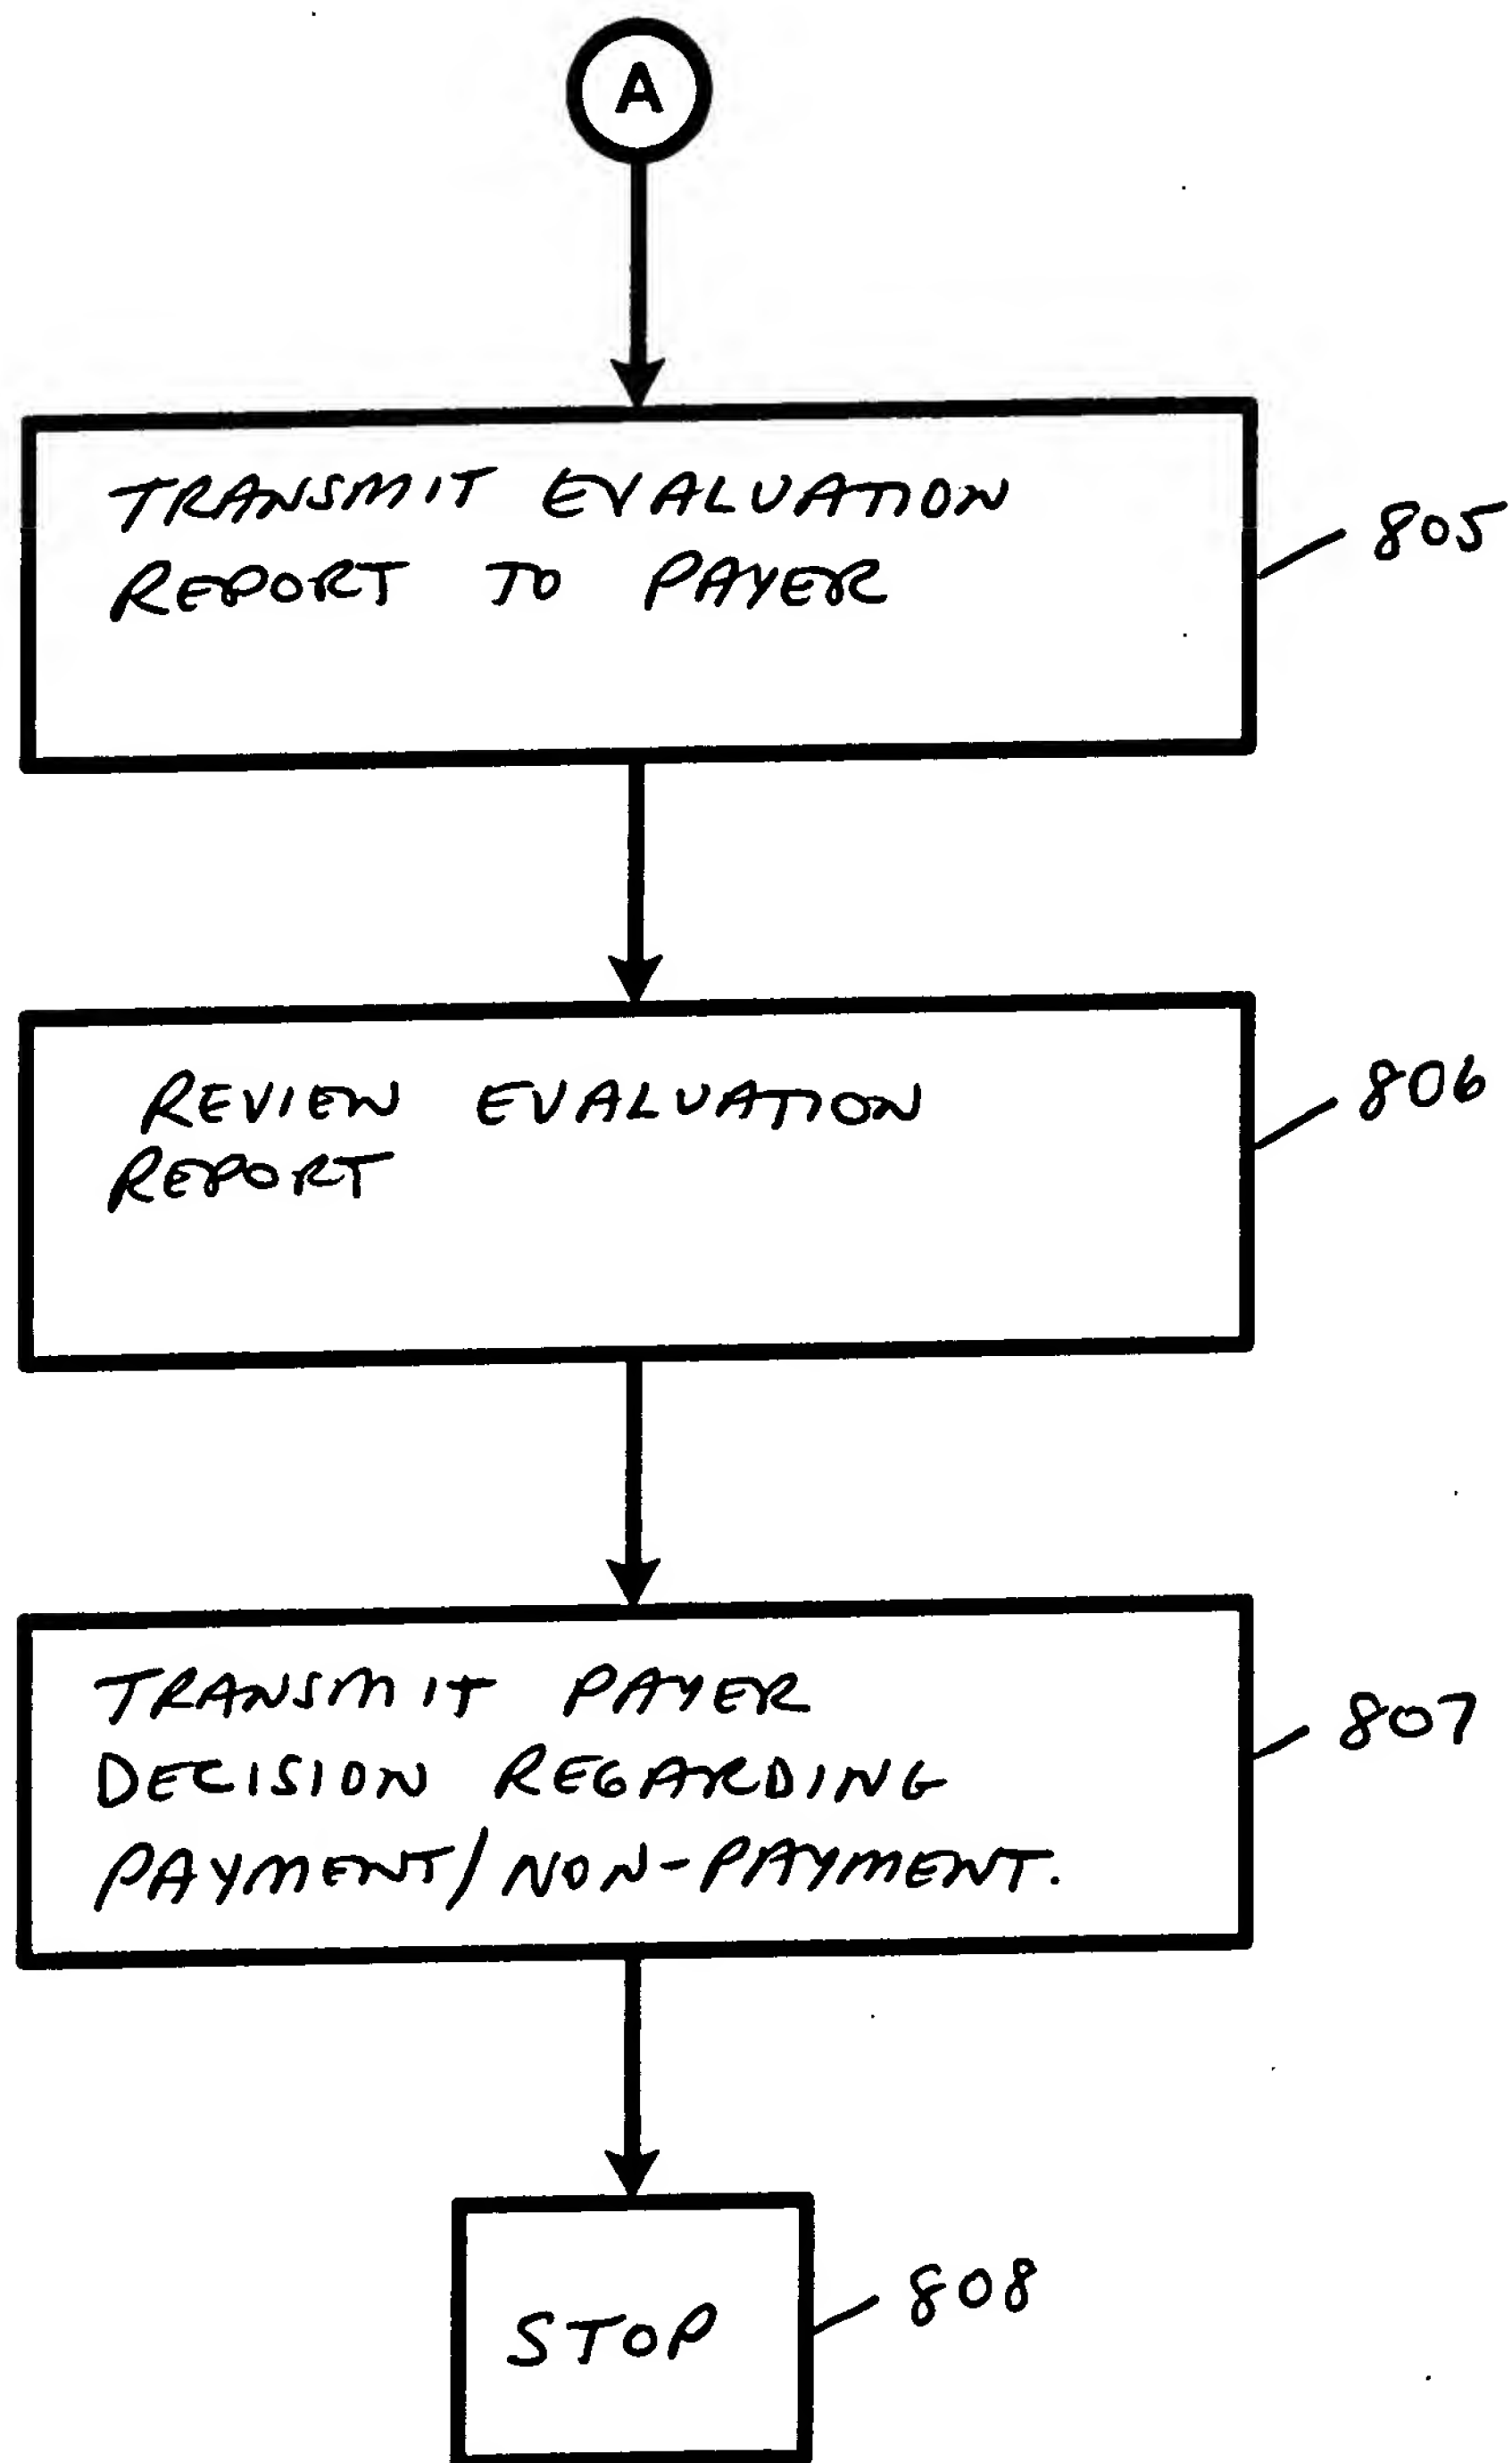 A
TRANSMIT EVALUATION
REPORT TO PAYER
805
REVIEW EVALUATION
REPORT
806
TRANSMIT PAYER
DECISION REGARDING
PAYMENT/NON-PAYMENT.
807
STOP
808